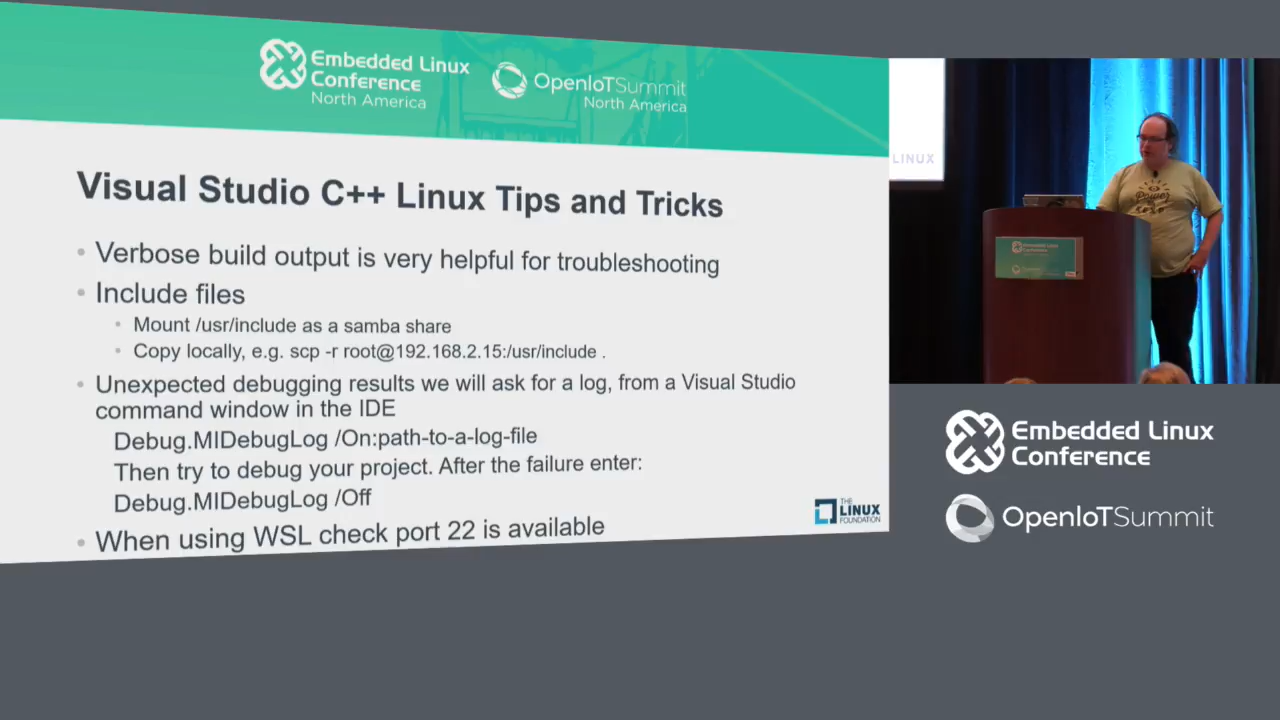 Embedded Linux
Conference
North America
OpenIoTSummit
North America
Visual Studio C++ Linux Tips and Tricks
• Verbose build output is very helpful for troubleshooting
• Include files
• Mount /usr/include as a samba share
• Copy locally, e.g. scp -r root@192.168.2.15:/usr/include .
• Unexpected debugging results we will ask for a log, from a Visual Studio
command window in the IDE
Debug.MIDebugLog /On:path-to-a-log-file
Then try to debug your project. After the failure enter:
Debug.MIDebugLog /Off
• When using WSL check port 22 is available
THE
LINUX
FOUNDATION
LINUX
Embedded Linux
Conference
OpenIoTSummit